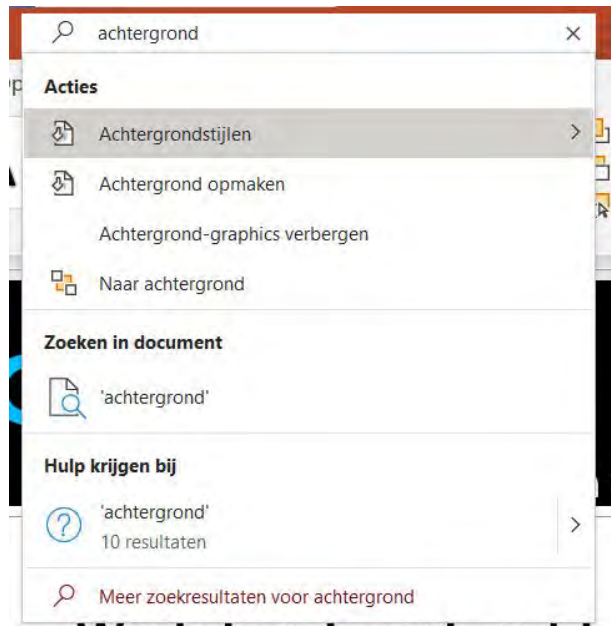 achtergrond
Acties
Achtergrondstijlen
Achtergrond opmaken
Achtergrond-graphics verbergen
Naar achtergrond
Zoeken in document
'achtergrond'
Hulp krijgen bij
'achtergrond'
10 resultaten
Meer zoekresultaten voor achtergrond